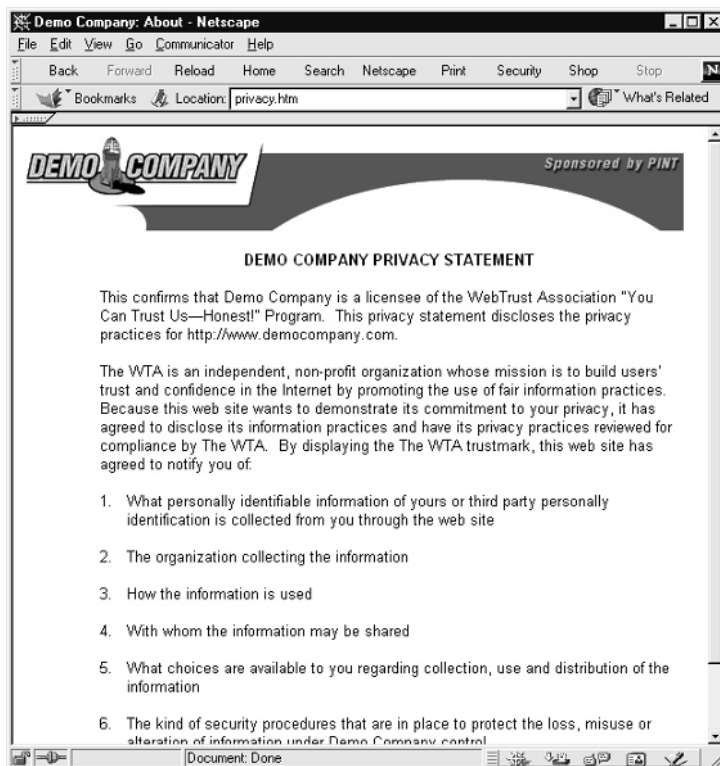 Demo Company: About - Netscape
File Edit View Go Communicator Help
Back Forward Reload Home Search Netscape Print Security Shop Stop N
Bookmarks Location: privacy.htm What's Related
DEMO COMPANY Sponsored by PINT
DEMO COMPANY PRIVACY STATEMENT
This confirms that Demo Company is a licensee of the WebTrust Association "You
Can Trust Us—Honest!" Program. This privacy statement discloses the privacy
practices for http://www.democompany.com.
The WTA is an independent, non-profit organization whose mission is to build users'
trust and confidence in the Internet by promoting the use of fair information practices.
Because this web site wants to demonstrate its commitment to your privacy, it has
agreed to disclose its information practices and have its privacy practices reviewed for
compliance by The WTA. By displaying the The WTA trustmark, this web site has
agreed to notify you of:
1. What personally identifiable information of yours or third party personally
identification is collected from you through the web site
2. The organization collecting the information
3. How the information is used
4. With whom the information may be shared
5. What choices are available to you regarding collection, use and distribution of the
information
6. The kind of security procedures that are in place to protect the loss, misuse or
alteration of information under Demo Company control
Document: Done